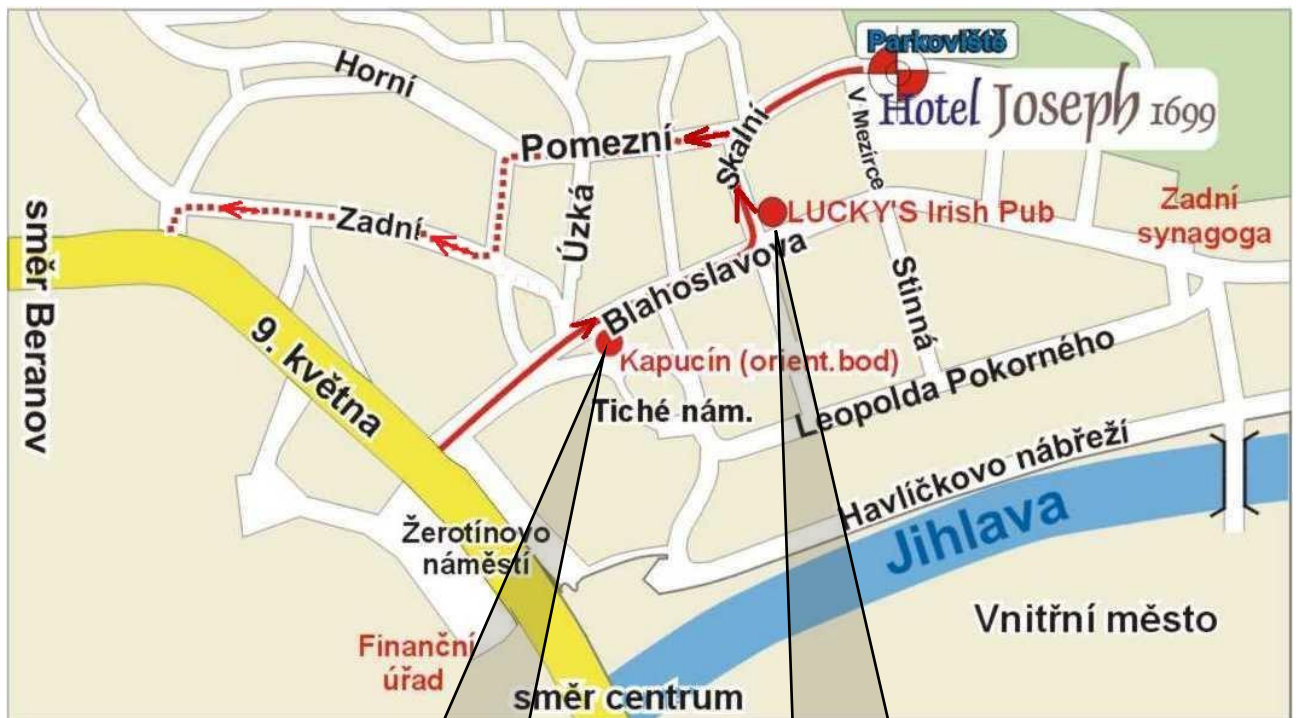 Parkoviště
Hotel Joseph 1699
Horní
Pomezní
Skalní
V Mezírce
LUCKY'S Irish Pub
Zadní
synagoga
směr Beranov
Zadní
Úzká
Blahoslavova
Stinná
9. května
Kapucín (orient.bod)
Tiché nám.
Leopolda Pokorného
Havlíčkovo nábřeží
Jihlava
Žerotínovo
náměstí
Vnitřní město
Finanční
úřad
směr centrum